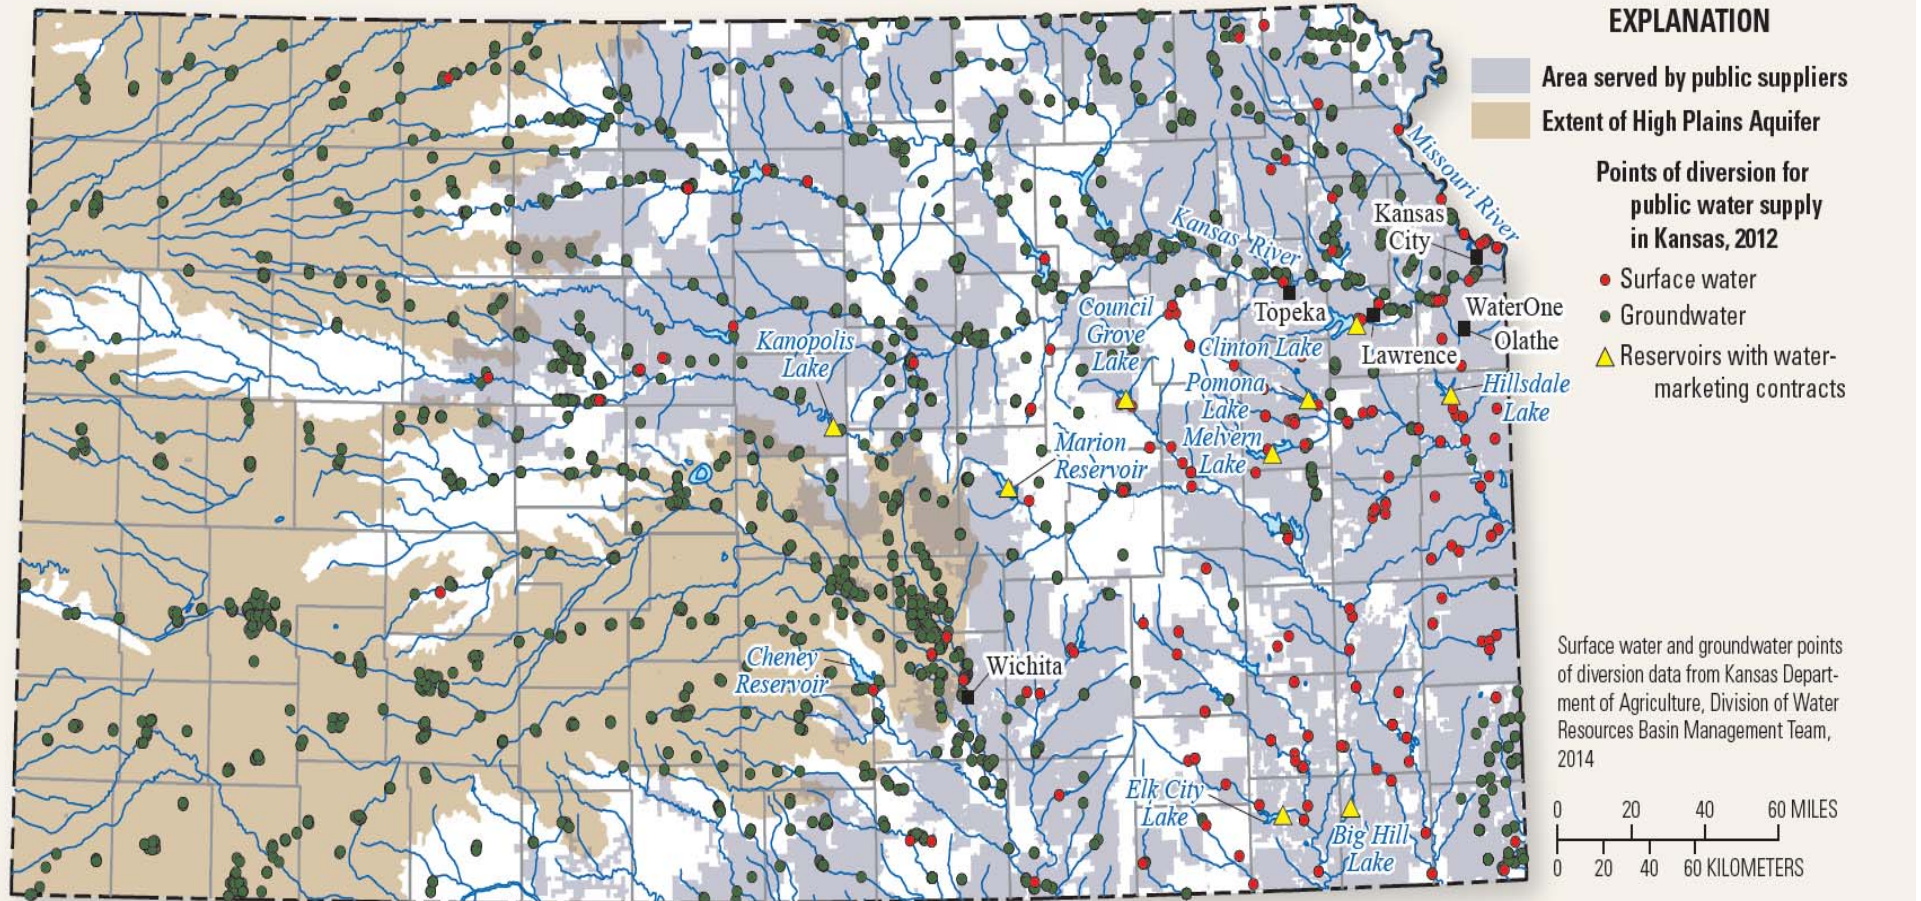 EXPLANATION
Area served by public suppliers
Extent of High Plains Aquifer
Points of diversion for
public water supply
in Kansas, 2012
Surface water
Groundwater
Reservoirs with water-
marketing contracts
Missouri River
Kansas
City
Kansas River
Topeka
WaterOne
Olathe
Lawrence
Council
Grove
Lake
Clinton Lake
Pomona
Lake
Hillsdale
Lake
Melvern
Lake
Kanopolis
Lake
Marion
Reservoir
Cheney
Reservoir
Wichita
Elk City
Lake
Big Hill
Lake
Surface water and groundwater points
of diversion data from Kansas Depart-
ment of Agriculture, Division of Water
Resources Basin Management Team,
2014
0 20 40 60 MILES
0 20 40 60 KILOMETERS